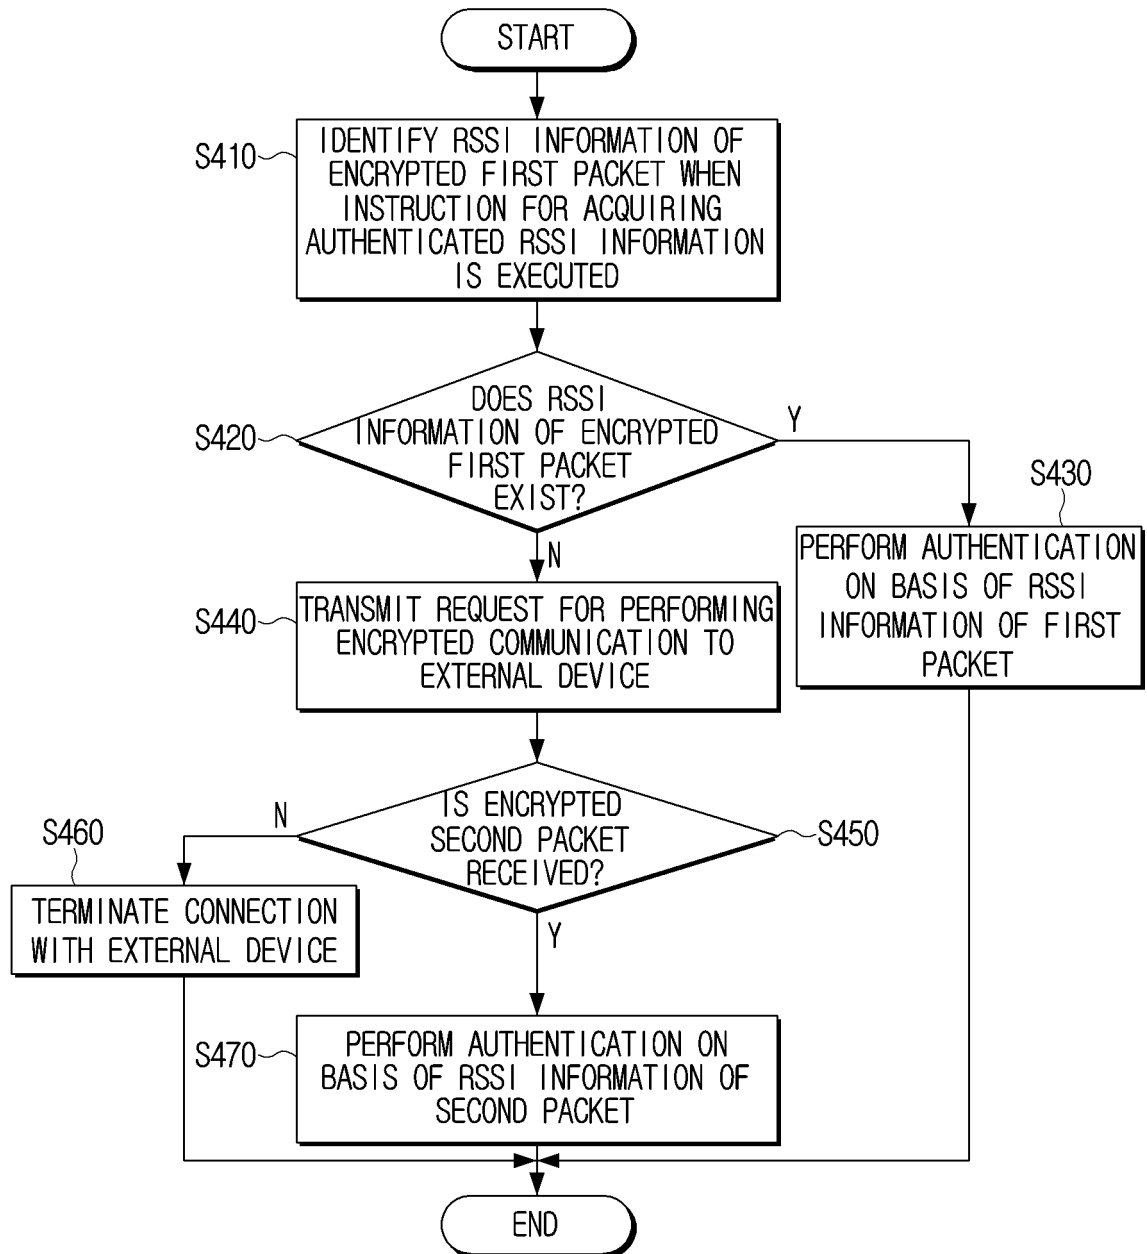 START
S410
IDENTIFY RSSI INFORMATION OF
ENCRYPTED FIRST PACKET WHEN
INSTRUCTION FOR ACQUIRING
AUTHENTICATED RSSI INFORMATION
IS EXECUTED
S420
DOES RSSI
INFORMATION OF ENCRYPTED
FIRST PACKET
EXIST?
Y
N
S430
PERFORM AUTHENTICATION
ON BASIS OF RSSI
INFORMATION OF FIRST
PACKET
S440
TRANSMIT REQUEST FOR PERFORMING
ENCRYPTED COMMUNICATION TO
EXTERNAL DEVICE
IS ENCRYPTED
SECOND PACKET
RECEIVED?
S450
N
Y
S460
TERMINATE CONNECTION
WITH EXTERNAL DEVICE
S470
PERFORM AUTHENTICATION ON
BASIS OF RSSI INFORMATION OF
SECOND PACKET
END